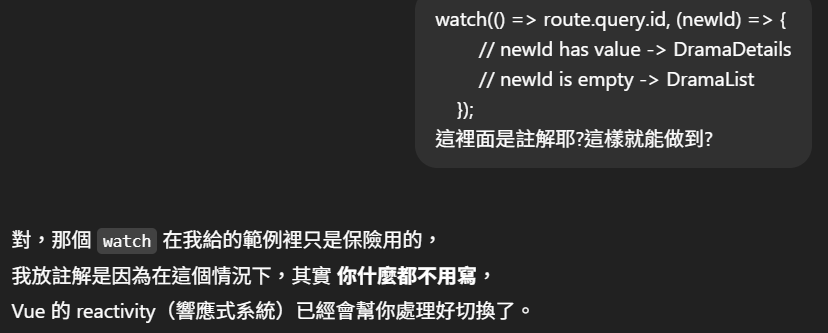 watch(() => route.query.id, (newId) => {
// newId has value -> DramaDetails
// newId is empty -> DramaList
});
這裡面是註解耶?這樣就能做到?
對，那個 watch 在我給的範例裡只是保險用的，
我放註解是因為在這個情況下，其實 你什麼都不用寫，
Vue 的 reactivity（響應式系統）已經會幫你處理好切換了。